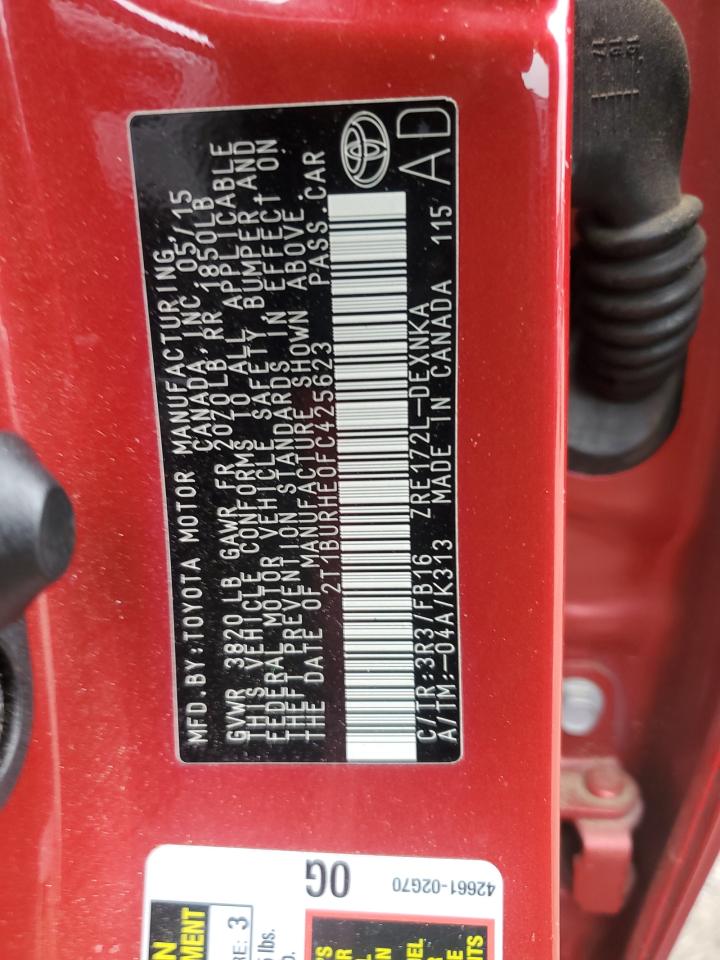 MFD.BY:TOYOTA MOTOR MANUFACTURING,
CANADA, INC. 05/15
GVWR 3820LB GAWR FR 2070LB, RR 1850LB
THIS VEHICLE CONFORMS TO ALL APPLICABLE
FEDERAL MOTOR VEHICLE SAFETY, BUMPER AND
THEFT PREVENTION STANDARDS IN EFFECT ON
THE DATE OF MANUFACTURE SHOWN ABOVE.
2T1BURHE0FC425623 PASS.CAR
C/TR:3R3/FB16 ZRE172L-DEXNKA
A/TM:-04A/K313 MADE IN CANADA 115
AD
0G
42661-02G70